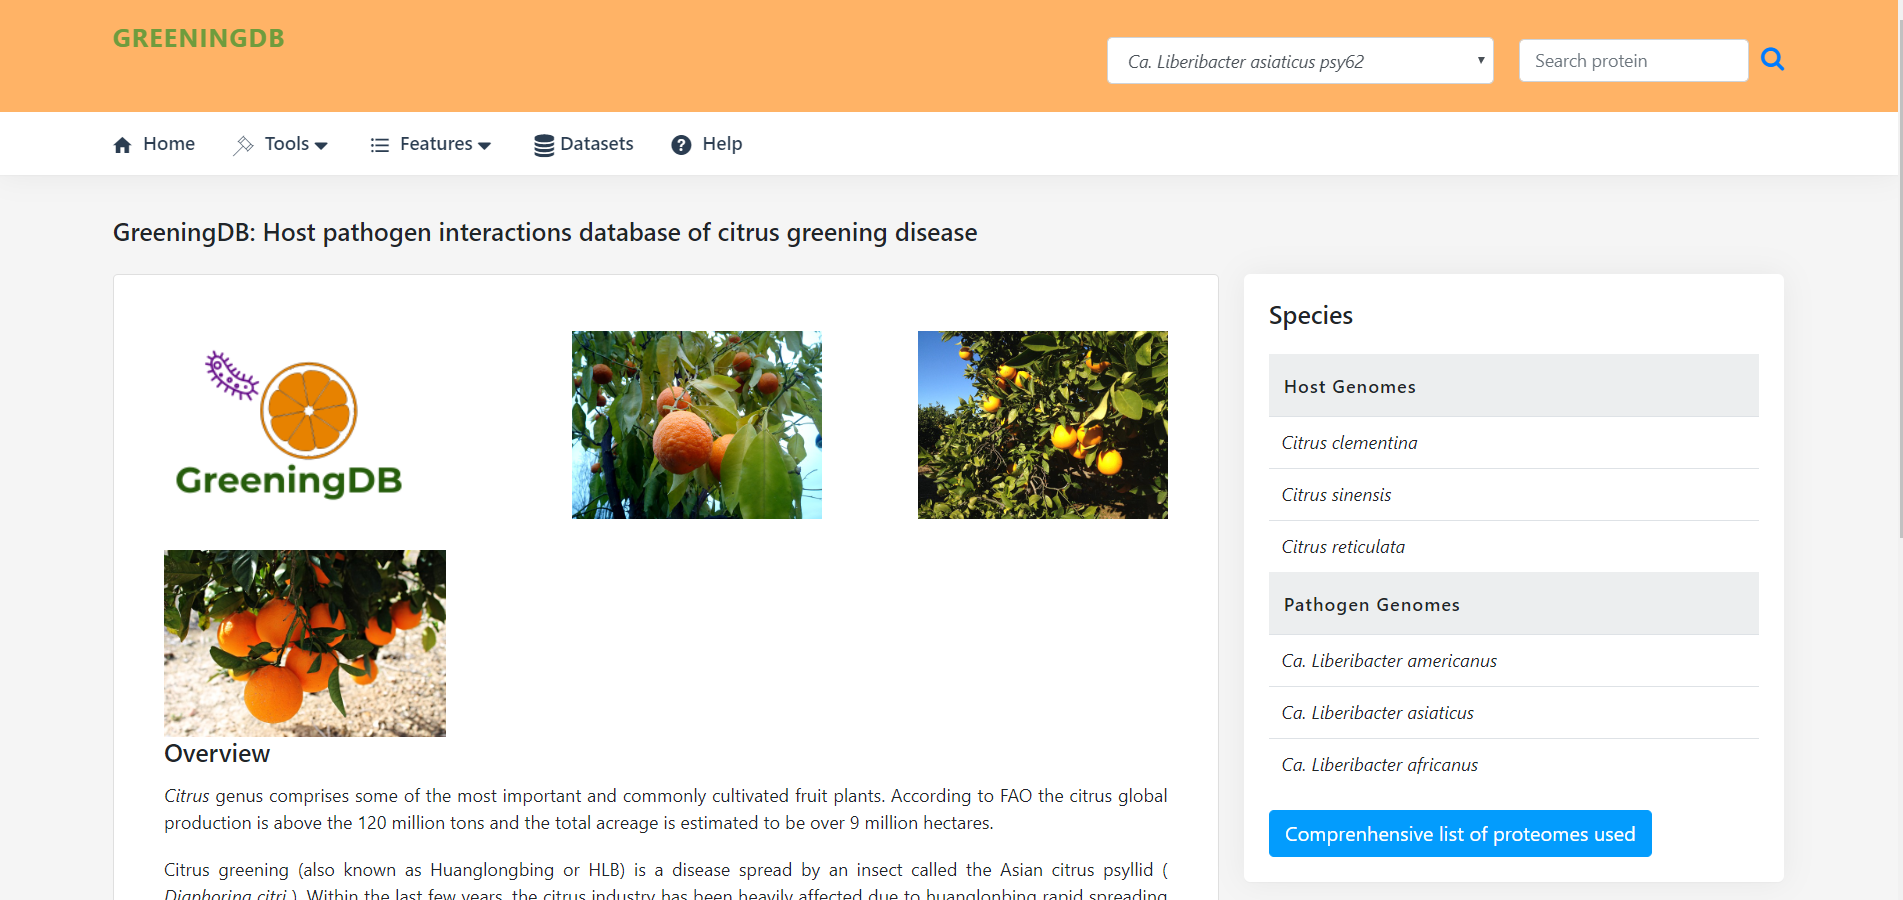 GREENINGDB
Ca. Liberibacter asiaticus psy62
Search protein
Home Tools Features Datasets Help
GreeningDB: Host pathogen interactions database of citrus greening disease
GreeningDB
Overview
Citrus genus comprises some of the most important and commonly cultivated fruit plants. According to FAO the citrus global
production is above the 120 million tons and the total acreage is estimated to be over 9 million hectares.
Citrus greening (also known as Huanglongbing or HLB) is a disease spread by an insect called the Asian citrus psyllid (
Diaphorina citri ). Within the last few years, the citrus industry has been heavily affected due to huanglonbing rapid spreading
Species
Host Genomes
Citrus clementina
Citrus sinensis
Citrus reticulata
Pathogen Genomes
Ca. Liberibacter americanus
Ca. Liberibacter asiaticus
Ca. Liberibacter africanus
Comprenhensive list of proteomes used